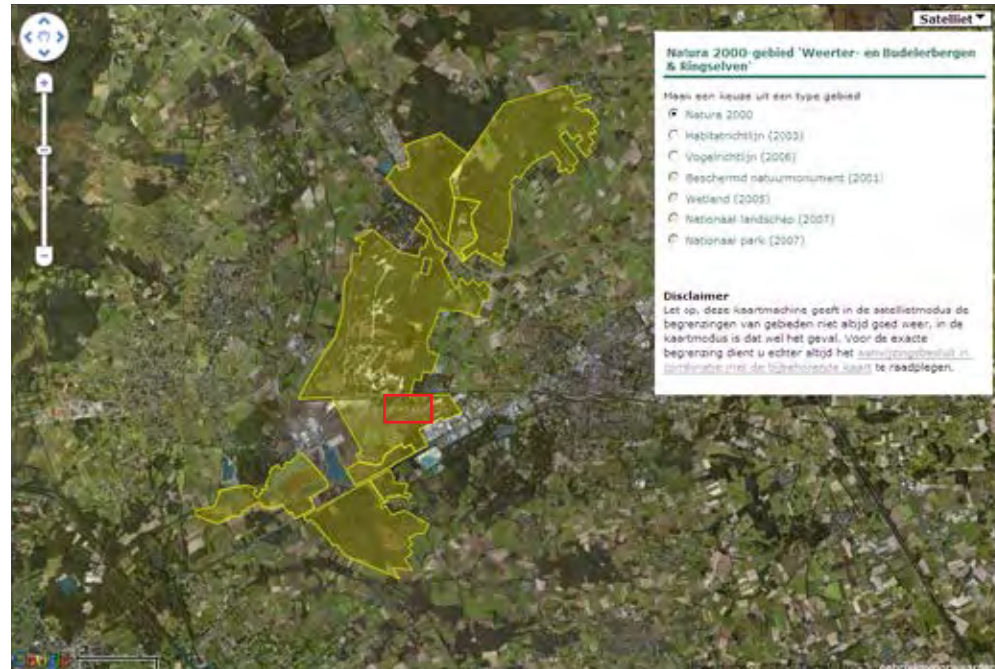 Satelliet
Natura 2000-gebied 'Weerter- en Budelerbergen
& Ringselven'
Maak een keuze uit een type gebied
Natura 2000
Habitatrichtlijn (2003)
Vogelrichtlijn (2006)
Beschermd natuurmonument (2001)
Wetland (2005)
Nationaal landschap (2007)
Nationaal park (2007)
Disclaimer
Let op, deze kaartmachine geeft in de satellietmodus de
begrenzingen van gebieden niet altijd goed weer, in de
kaartmodus is dat wel het geval. Voor de exacte
begrenzing dient u echter altijd het aanwijzingsbesluit in
combinatie met de bijbehorende kaart te raadplegen.
Google